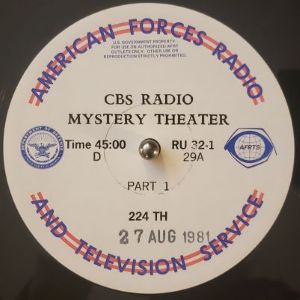 AMERICAN FORCES RADIO
U.S. GOVERNMENT PROPERTY
FOR USE ON AUTHORIZED AFRT
OUTLETS ONLY. OTHER USE OR
REPRODUCTION STRICTLY PROHIBITED.
CBS RADIO
MYSTERY THEATER
Time 45:00
RU 32-1
D
29A
AFRTS
PART 1
224 TH
27 AUG 1981
AND TELEVISION SERVICE